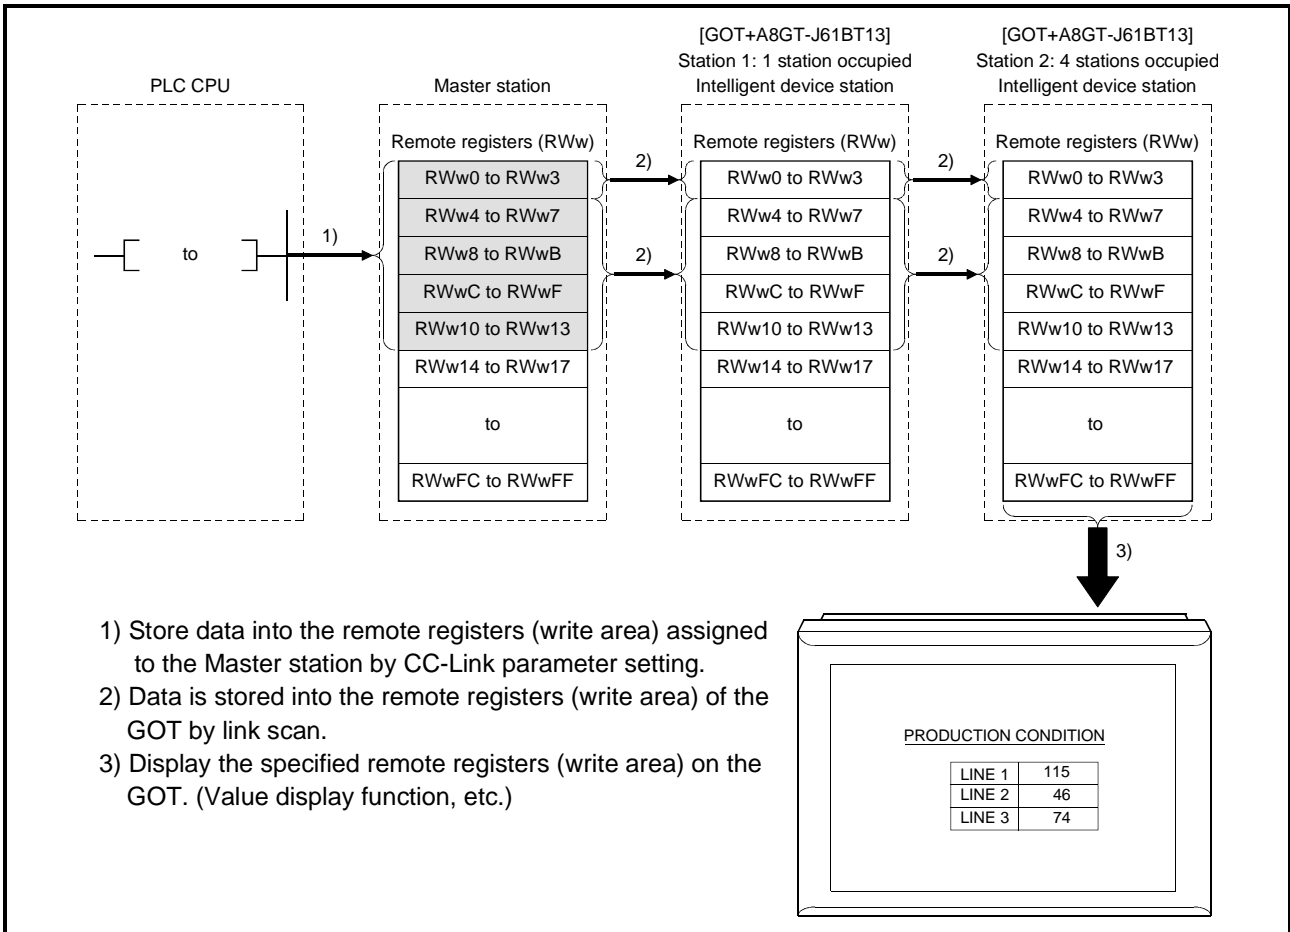 [GOT+A8GT-J61BT13]
Station 1: 1 station occupied
Intelligent device station
[GOT+A8GT-J61BT13]
Station 2: 4 stations occupied
Intelligent device station
PLC CPU
Master station
Remote registers (RWw)
Remote registers (RWw)
Remote registers (RWw)
to
1)
RWw0 to RWw3
RWw4 to RWw7
RWw8 to RWwB
RWwC to RWwF
RWw10 to RWw13
RWw14 to RWw17
to
RWwFC to RWwFF
2)
2)
RWw0 to RWw3
RWw4 to RWw7
RWw8 to RWwB
RWwC to RWwF
RWw10 to RWw13
RWw14 to RWw17
to
RWwFC to RWwFF
2)
2)
RWw0 to RWw3
RWw4 to RWw7
RWw8 to RWwB
RWwC to RWwF
RWw10 to RWw13
RWw14 to RWw17
to
RWwFC to RWwFF
3)
1) Store data into the remote registers (write area) assigned
to the Master station by CC-Link parameter setting.
2) Data is stored into the remote registers (write area) of the
GOT by link scan.
3) Display the specified remote registers (write area) on the
GOT. (Value display function, etc.)
PRODUCTION CONDITION
LINE 1 115
LINE 2 46
LINE 3 74